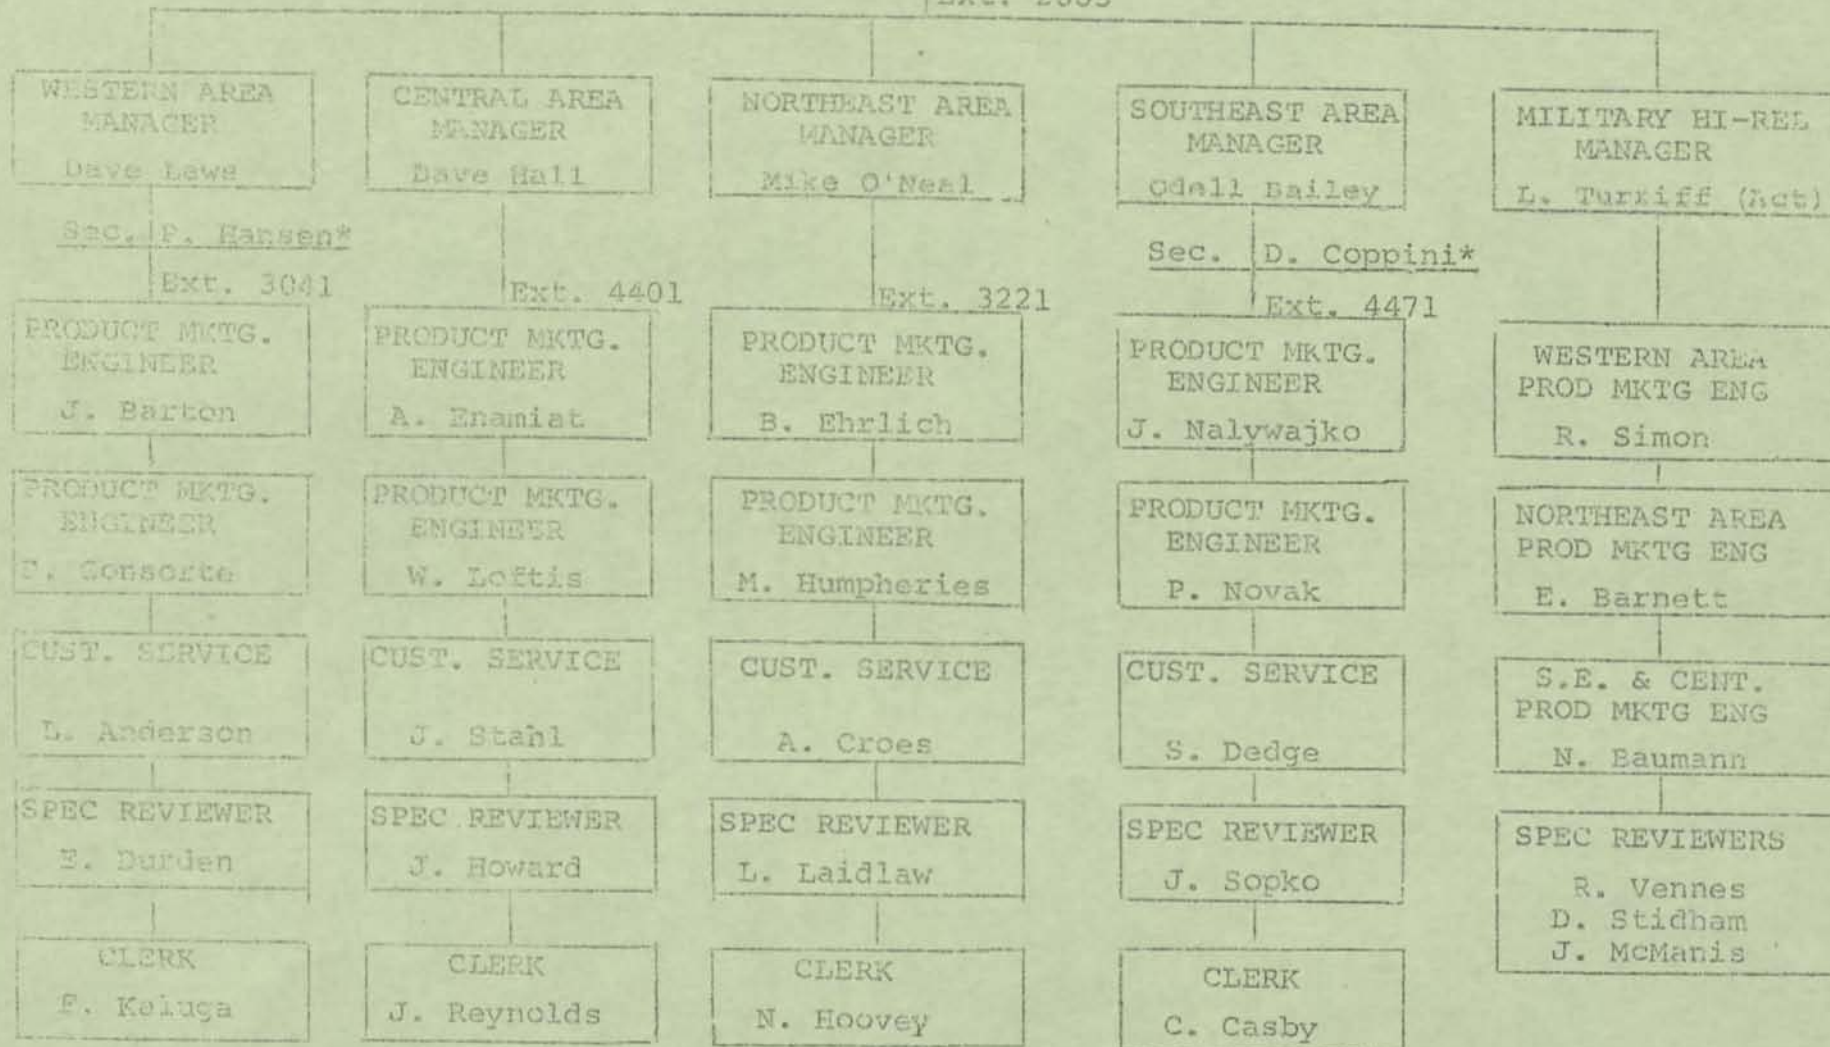 WESTERN AREA
MANAGER
Dave Laws
Sec. P. Hansen*
Ext. 3041
PRODUCT MKTG.
ENGINEER
J. Barton
PRODUCT MKTG.
ENGINEER
Consorte
CUST. SERVICE
L. Anderson
SPEC REVIEWER
E. Durden
CLERK
F. Kaluga
CENTRAL AREA
MANAGER
Dave Hall
Ext. 4401
PRODUCT MKTG.
ENGINEER
A. Enamiat
PRODUCT MKTG.
ENGINEER
W. Loftis
CUST. SERVICE
J. Stahl
SPEC REVIEWER
J. Howard
CLERK
J. Reynolds
NORTHEAST AREA
MANAGER
Mike O'Neal
Ext. 3221
PRODUCT MKTG.
ENGINEER
B. Ehrlich
PRODUCT MKTG.
ENGINEER
M. Humpheries
CUST. SERVICE
A. Croes
SPEC REVIEWER
L. Laidlaw
CLERK
N. Hoovey
SOUTHEAST AREA
MANAGER
Odell Bailey
Sec. D. Coppini*
Ext. 4471
PRODUCT MKTG.
ENGINEER
J. Nalywajko
PRODUCT MKTG.
ENGINEER
P. Novak
CUST. SERVICE
S. Dedge
SPEC REVIEWER
J. Sopko
CLERK
C. Casby
MILITARY HI-REL
MANAGER
L. Turkiff (Act)
WESTERN AREA
PROD MKTG ENG
R. Simon
NORTHEAST AREA
PROD MKTG ENG
E. Barnett
S.E. & CENT.
PROD MKTG ENG
N. Baumann
SPEC REVIEWERS
R. Vennes
D. Stidham
J. McManis